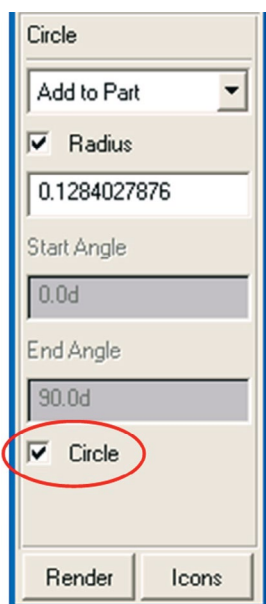 Circle
Add to Part
Radius
0.1284027876
Start Angle
0.0d
End Angle
90.0d
Circle
Render Icons